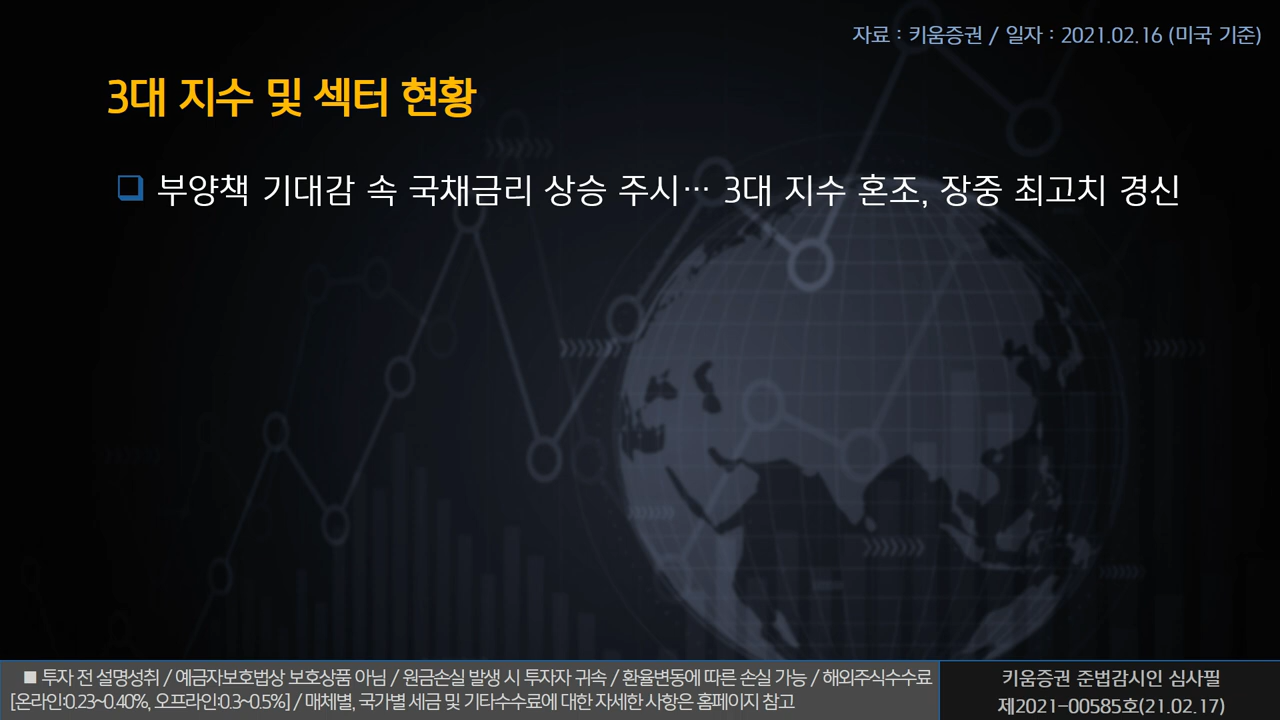 자료 : 키움증권 / 일자 : 2021.02.16 (미국 기준)
3대 지수 및 섹터 현황
❑ 부양책 기대감 속 국채금리 상승 주시… 3대 지수 혼조, 장중 최고치 경신
■ 투자 전 설명성취 / 예금자보호법상 보호상품 아님 / 원금손실 발생 시 투자자 귀속 / 환율변동에 따른 손실 가능 / 해외주식수수료
[온라인:0.23~0.40%, 오프라인:0.3~0.5%] / 매체별, 국가별 세금 및 기타수수료에 대한 자세한 사항은 홈페이지 참고
키움증권 준법감시인 심사필
제2021-00585호(21.02.17)